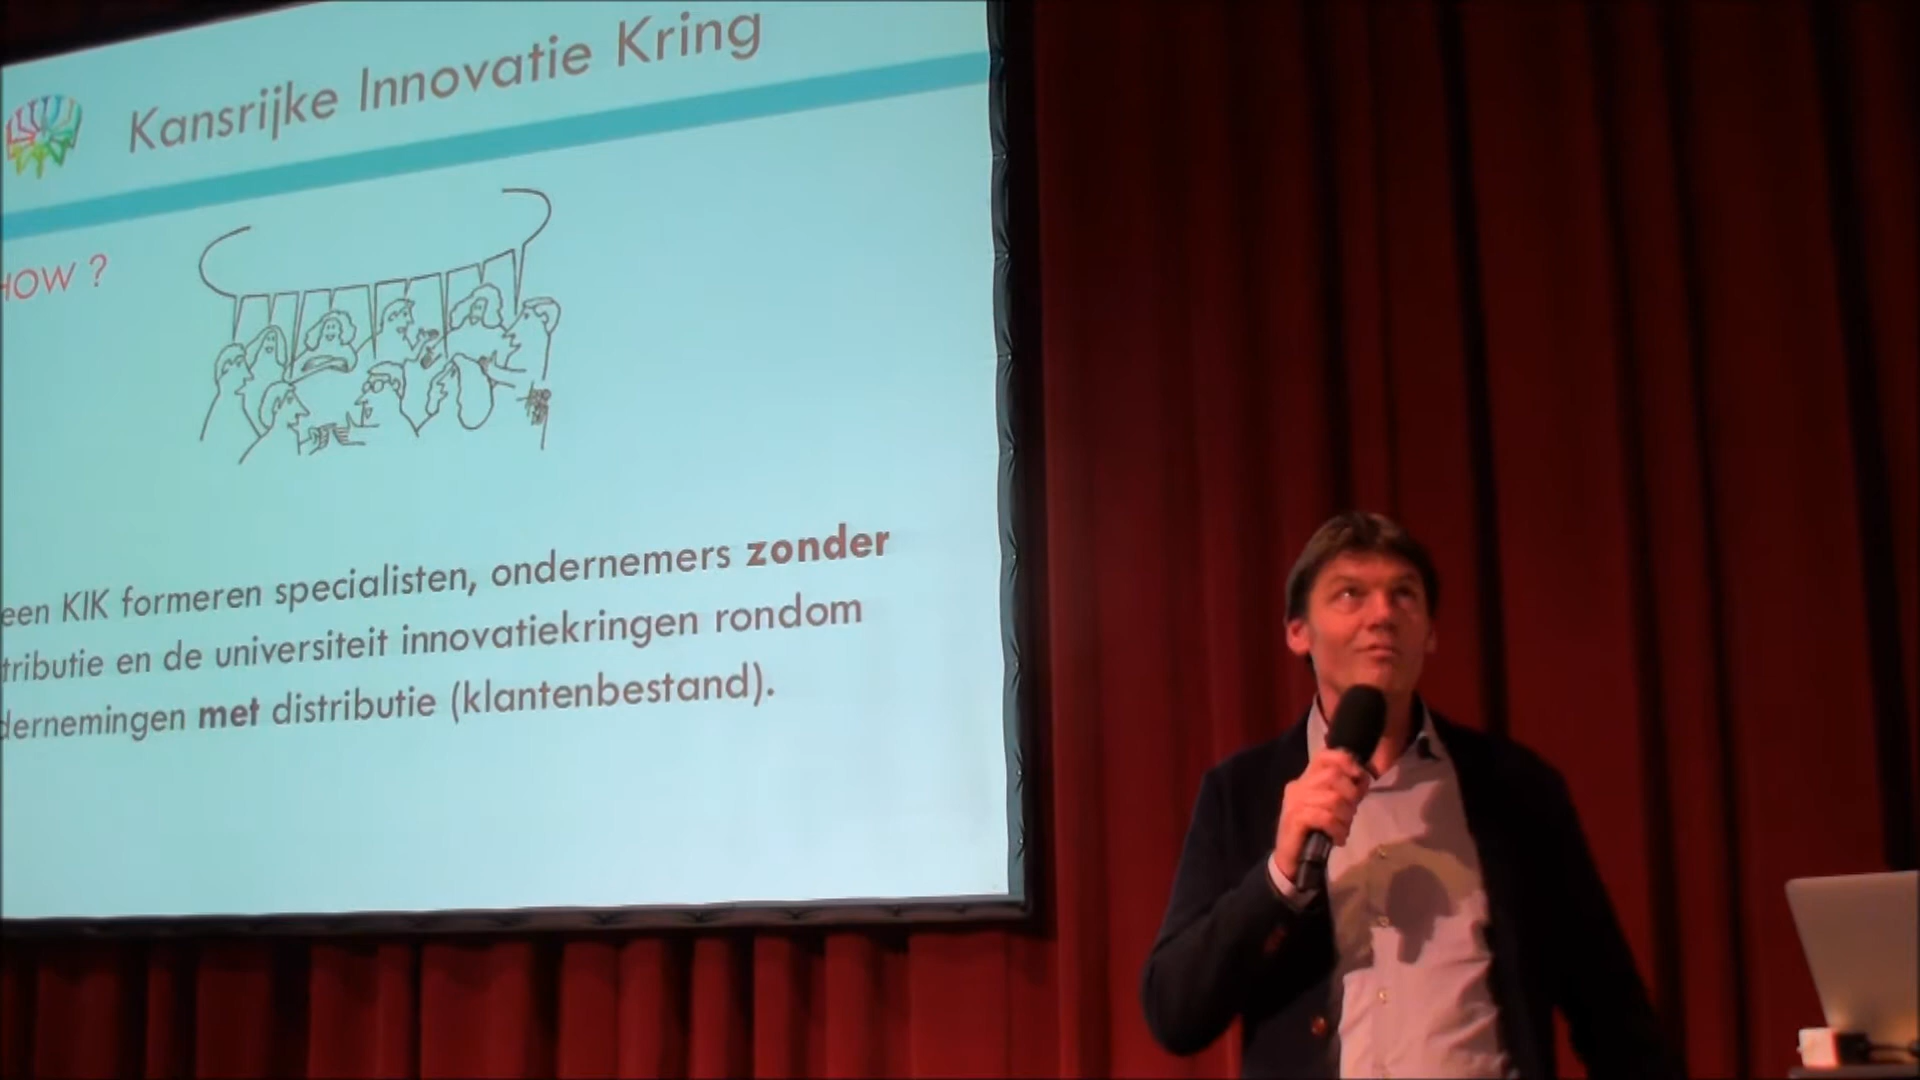 Kansrijke Innovatie Kring
HOW ?
een KIK formeren specialisten, ondernemers zonder
tributie en de universiteit innovatiekringen rondom
dernemingen met distributie (klantenbestand).